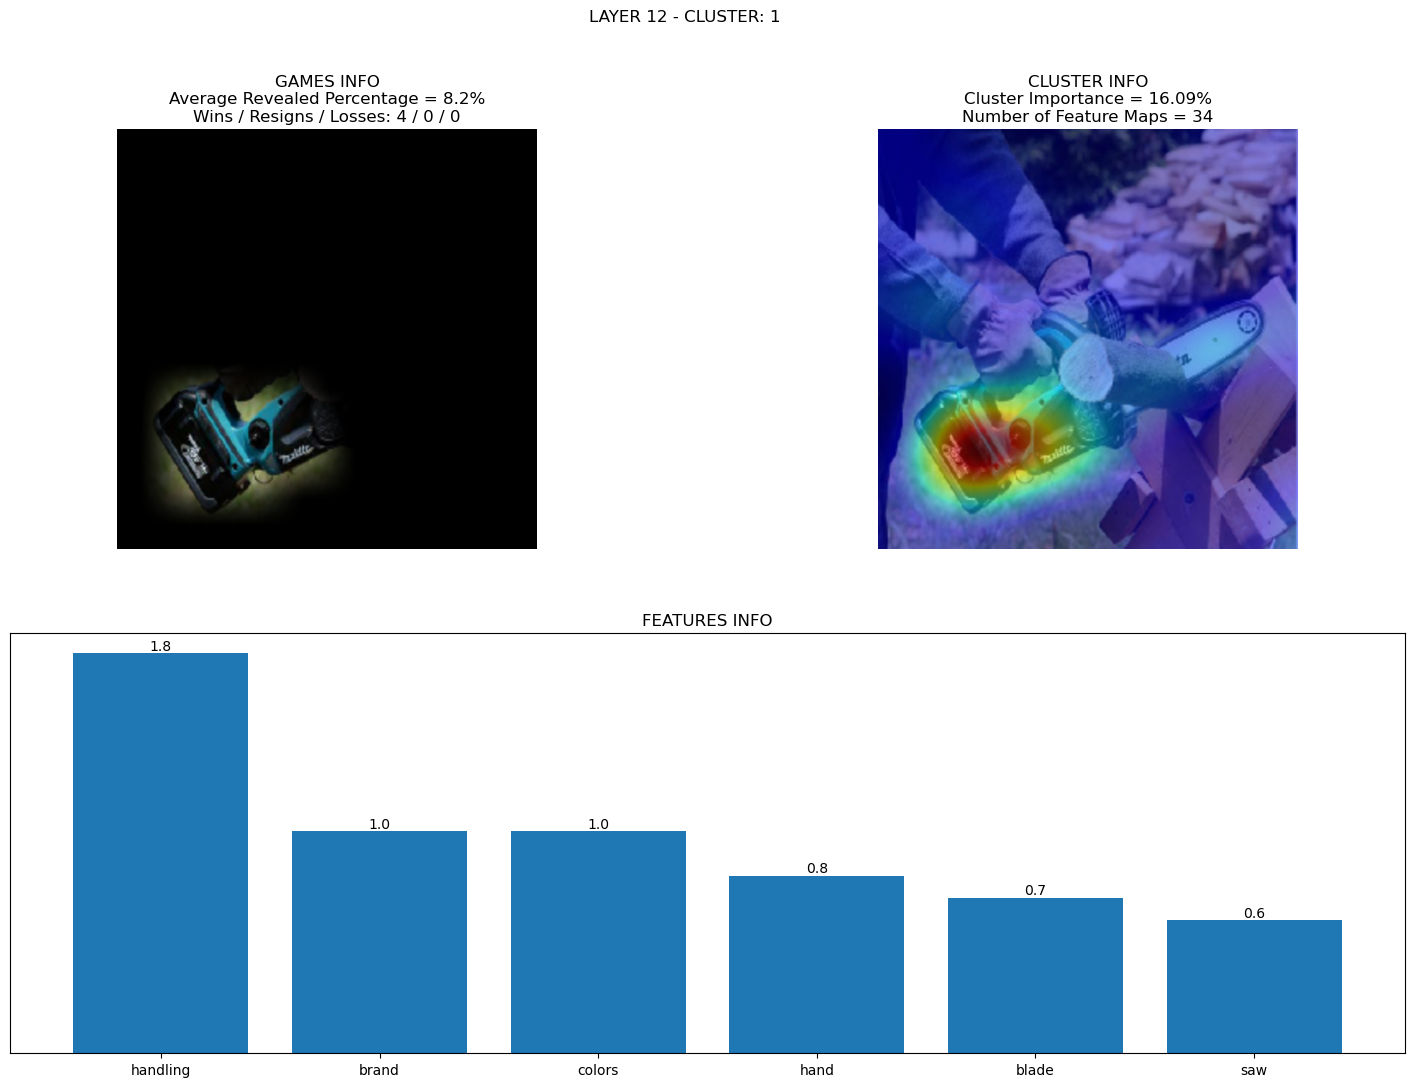 LAYER 12 - CLUSTER: 1
GAMES INFO
Average Revealed Percentage = 8.2%
Wins / Resigns / Losses: 4 / 0 / 0
CLUSTER INFO
Cluster Importance = 16.09%
Number of Feature Maps = 34
FEATURES INFO
1.8
1.0
1.0
0.8
0.7
0.6
handling
brand
colors
hand
blade
saw